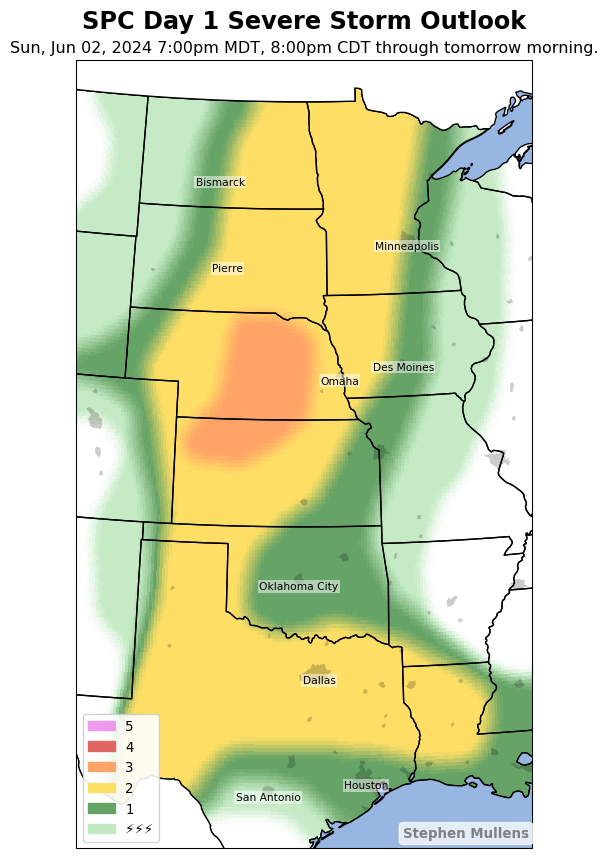 SPC Day 1 Severe Storm Outlook
Sun, Jun 02, 2024 7:00pm MDT, 8:00pm CDT through tomorrow morning.
Bismarck
Minneapolis
Pierre
Des Moines
Omaha
Oklahoma City
Dallas
Houston
San Antonio
5
4
3
2
1
⚡⚡⚡
Stephen Mullens